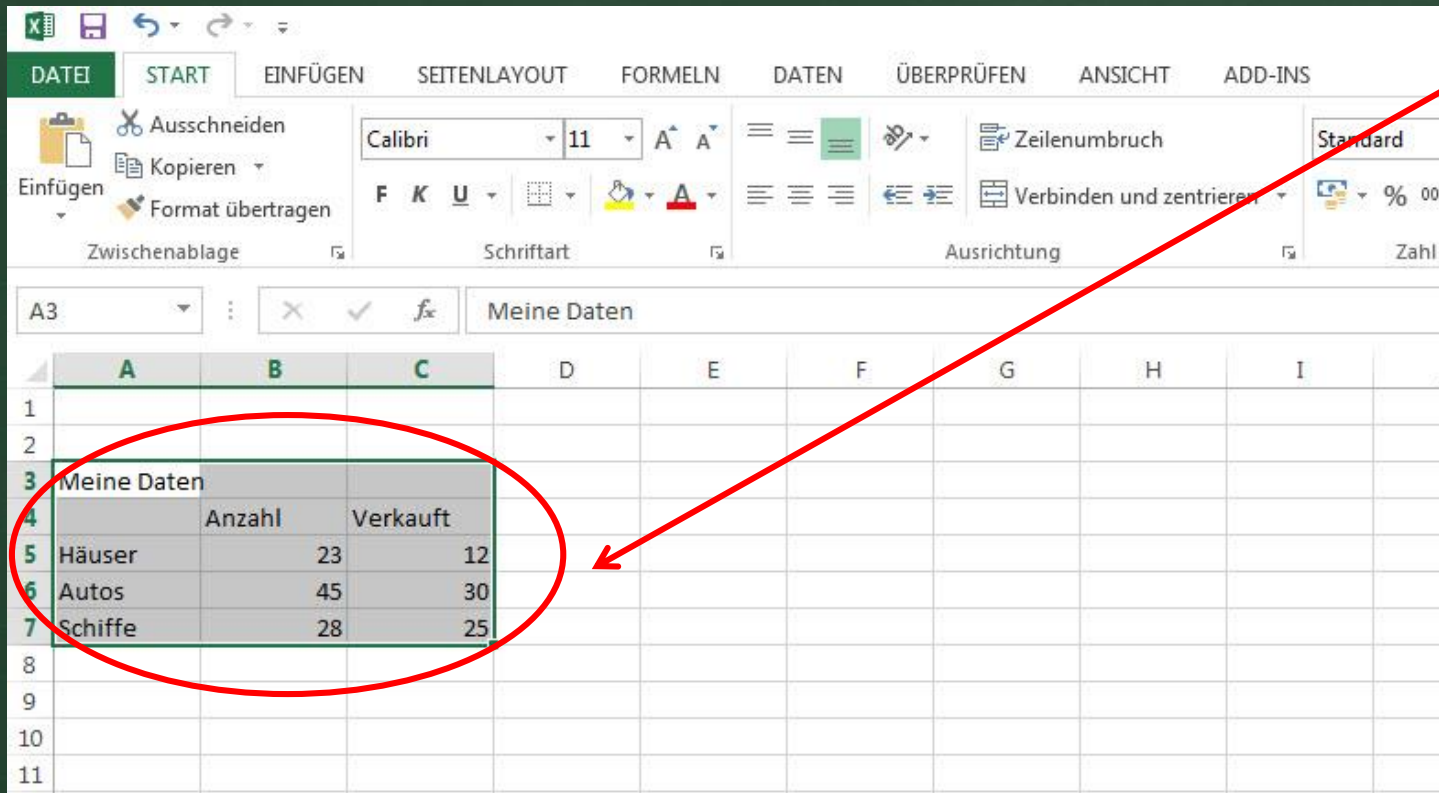 DATEI START EINFÜGEN SEITENLAYOUT FORMELN DATEN ÜBERPRÜFEN ANSICHT ADD-INS
Ausschneiden
Kopieren
Format übertragen
Einfügen
Zwischenablage
Calibri 11 A A
F K U A
Schriftart
Zeilenumbruch
Verbinden und zentrieren
Ausrichtung
Standard
% 00
Zahl
A3 fx Meine Daten
A B C D E F G H I
1
2
3 Meine Daten
4 Anzahl Verkauft
5 Häuser 23 12
6 Autos 45 30
7 Schiffe 28 25
8
9
10
11